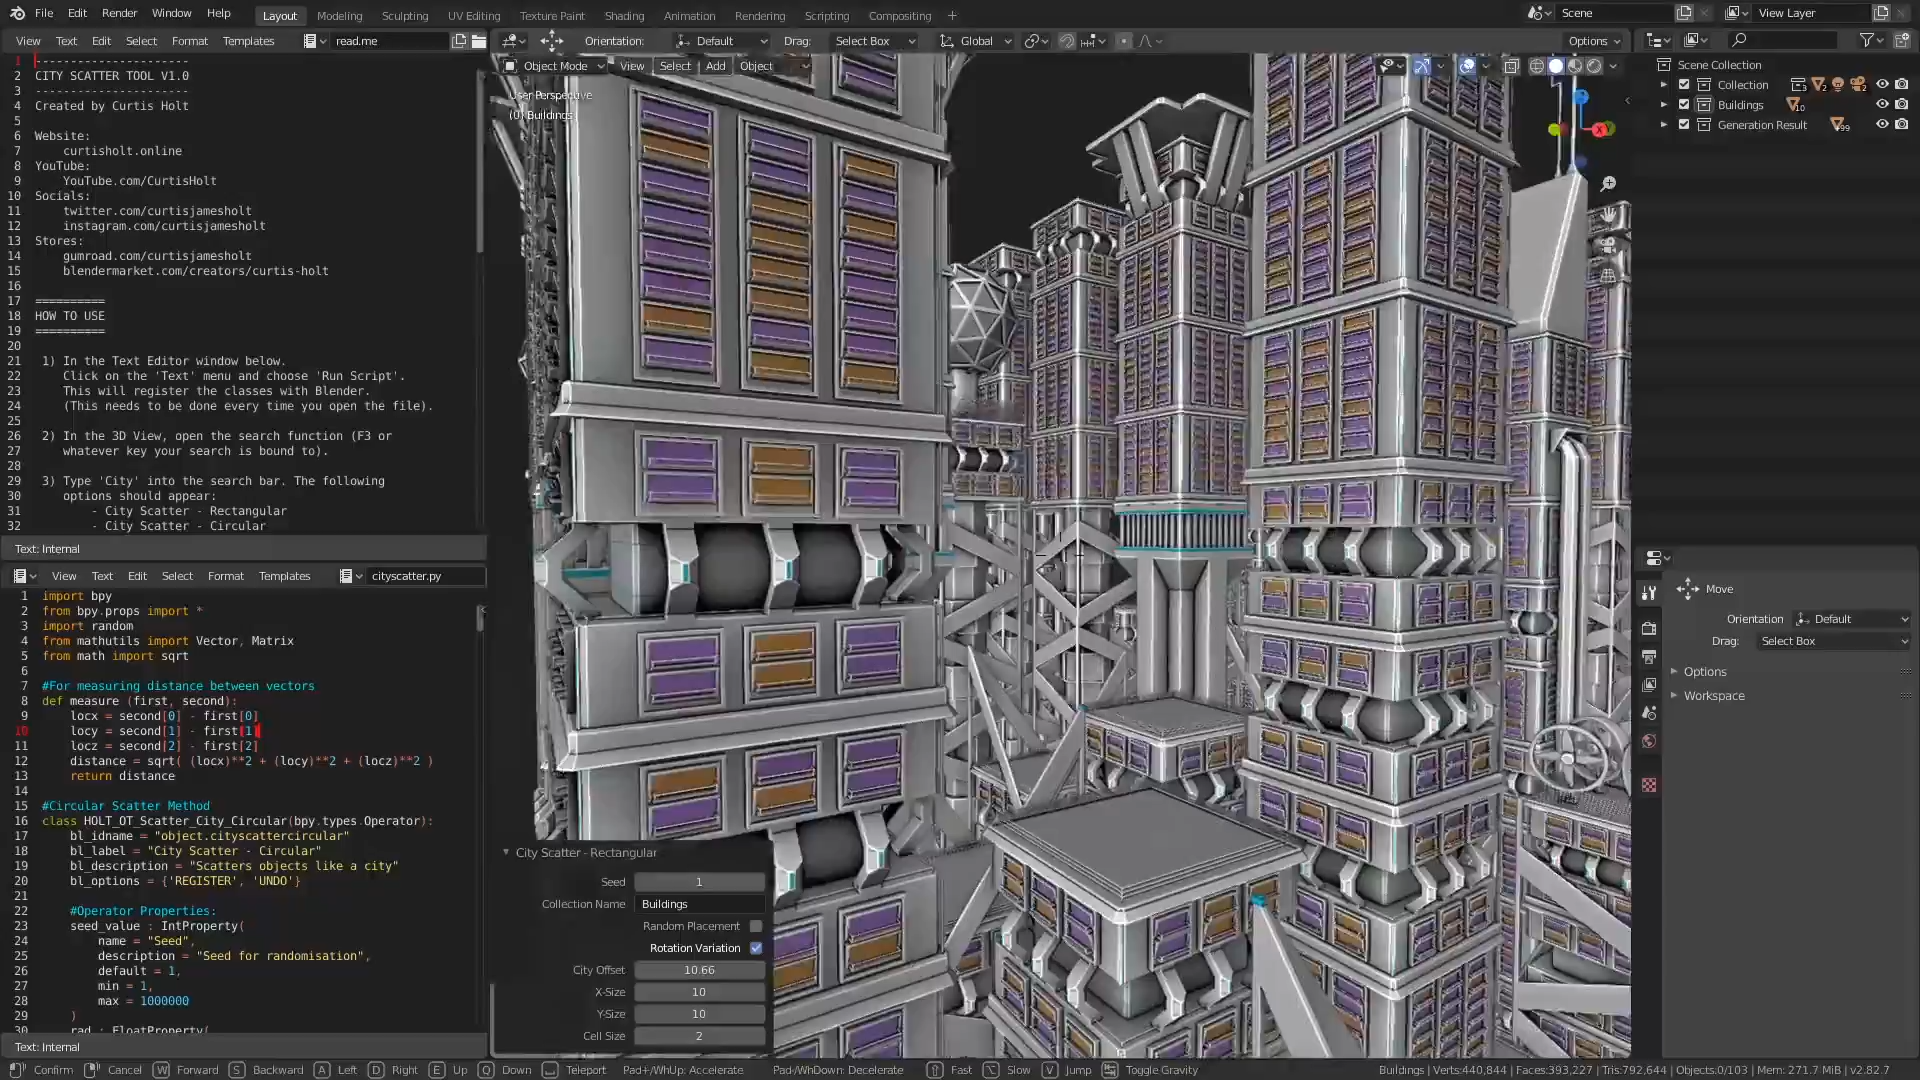 File Edit Render Window Help
Layout Modeling Sculpting UV Editing Texture Paint Shading Animation Rendering Scripting Compositing +
Scene
View Layer
View Text Edit Select Format Templates
read.me
Orientation: Default Drag: Select Box Global
Options
Object Mode View Select Add Object
User Perspective
(0) Buildings
1 ----------------------
2 CITY SCATTER TOOL V1.0
3 ----------------------
4 Created by Curtis Holt
5
6 Website:
7 curtisholt.online
8 YouTube:
9 YouTube.com/CurtisHolt
10 Socials:
11 twitter.com/curtisjamesholt
12 instagram.com/curtisjamesholt
13 Stores:
14 gumroad.com/curtisjamesholt
15 blendermarket.com/creators/curtis-holt
16
17 ==========
18 HOW TO USE
19 ==========
20
21 1) In the Text Editor window below.
22 Click on the 'Text' menu and choose 'Run Script'.
23 This will register the classes with Blender.
24 (This needs to be done every time you open the file).
25
26 2) In the 3D View, open the search function (F3 or
27 whatever key your search is bound to).
28
29 3) Type 'City' into the search bar. The following
30 options should appear:
31 - City Scatter - Rectangular
32 - City Scatter - Circular
Text: Internal
View Text Edit Select Format Templates
cityscatter.py
1 import bpy
2 from bpy.props import *
3 import random
4 from mathutils import Vector, Matrix
5 from math import sqrt
6
7 #For measuring distance between vectors
8 def measure (first, second):
9 locx = second[0] - first[0]
10 locy = second[1] - first[1]
11 locz = second[2] - first[2]
12 distance = sqrt( (locx)**2 + (locy)**2 + (locz)**2 )
13 return distance
14
15 #Circular Scatter Method
16 class HOLT_OT_Scatter_City_Circular(bpy.types.Operator):
17 bl_idname = "object.cityscattercircular"
18 bl_label = "City Scatter - Circular"
19 bl_description = "Scatters objects like a city"
20 bl_options = {'REGISTER', 'UNDO'}
21
22 #Operator Properties:
23 seed_value : IntProperty(
24 name = "Seed",
25 description = "Seed for randomisation",
26 default = 1,
27 min = 1,
28 max = 1000000
29 )
30 rad : FloatProperty(
Text: Internal
City Scatter - Rectangular
Seed 1
Collection Name Buildings
Random Placement
Rotation Variation
City Offset 10.66
X-Size 10
Y-Size 10
Cell Size 2
X
Scene Collection
Collection 3 2 2
Buildings 10
Generation Result 99
Move
Orientation Default
Drag: Select Box
Options
Workspace
Confirm Cancel W Forward S Backward A Left D Right E Up Q Down Teleport Pad+/WhUp: Accelerate Pad-/WhDown: Decelerate Fast Slow V Jump Toggle Gravity
Buildings | Verts:440,844 | Faces:393,227 | Tris:792,644 | Objects:0/103 | Mem: 271.7 MiB | v2.82.7